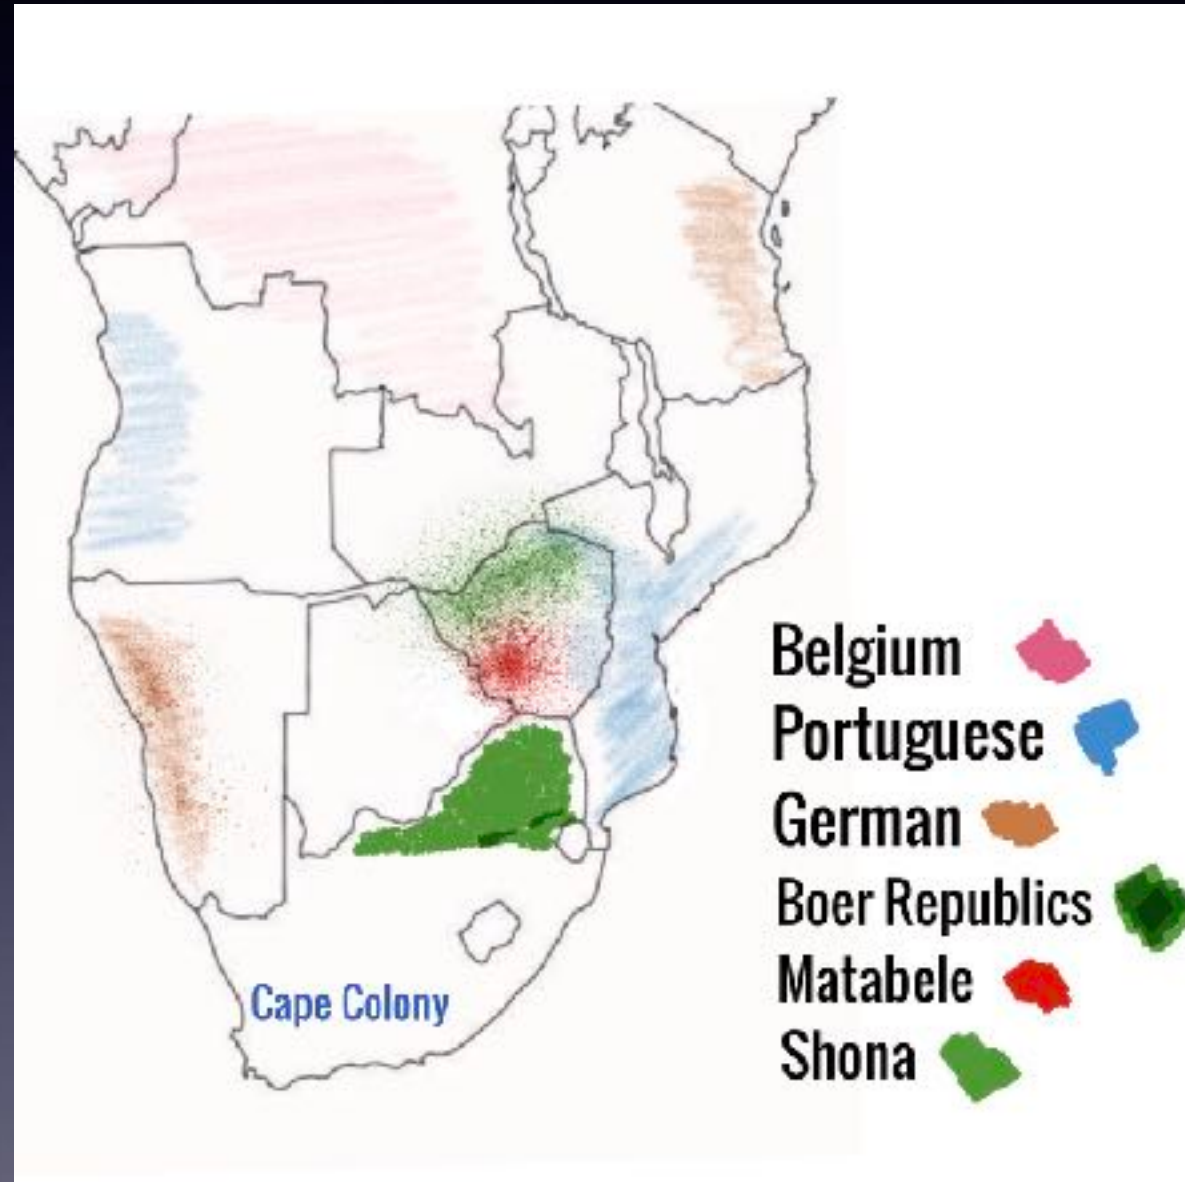 Belgium
Portuguese
German
Boer Republics
Matabele
Cape Colony
Shona